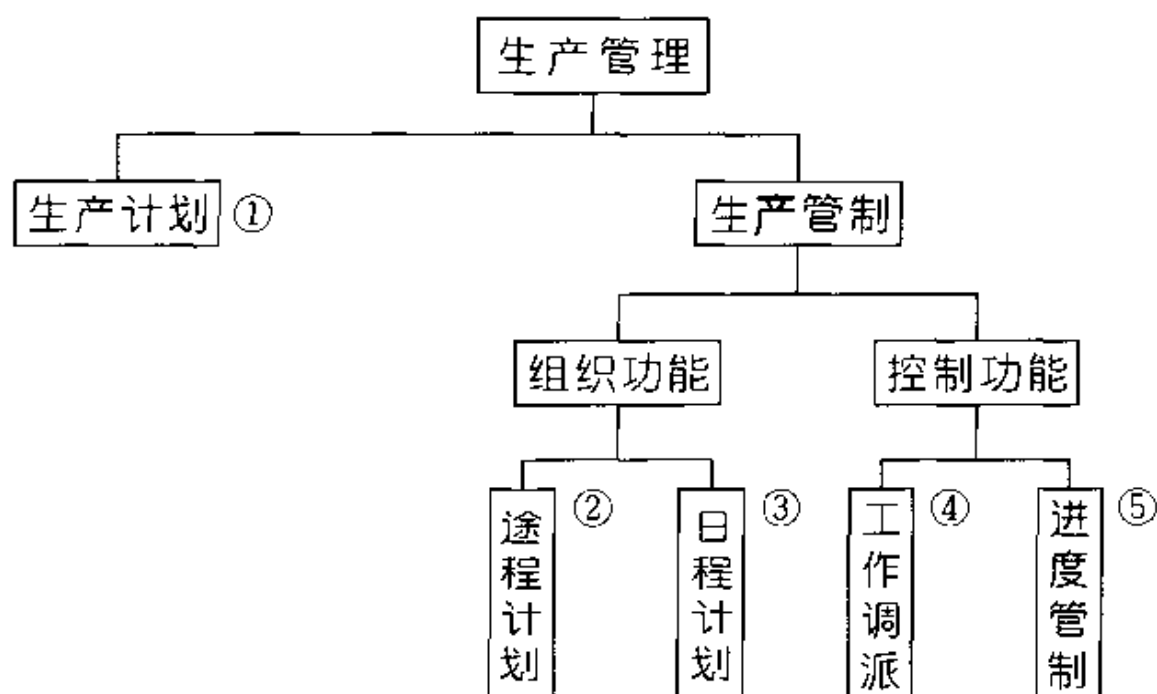 生产管理
生产计划 ①
生产管制
组织功能
控制功能
途程计划 ②
日程计划 ③
工作调派 ④
进度管制 ⑤